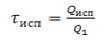 τисп = Qисп / Q1